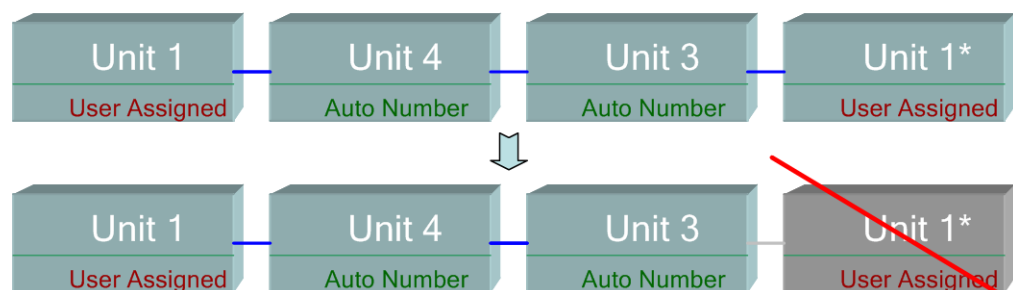 Unit 1 Unit 4 Unit 3 Unit 1*
User Assigned Auto Number Auto Number User Assigned
Unit 1 Unit 4 Unit 3 Unit 1*
User Assigned Auto Number Auto Number User Assigned